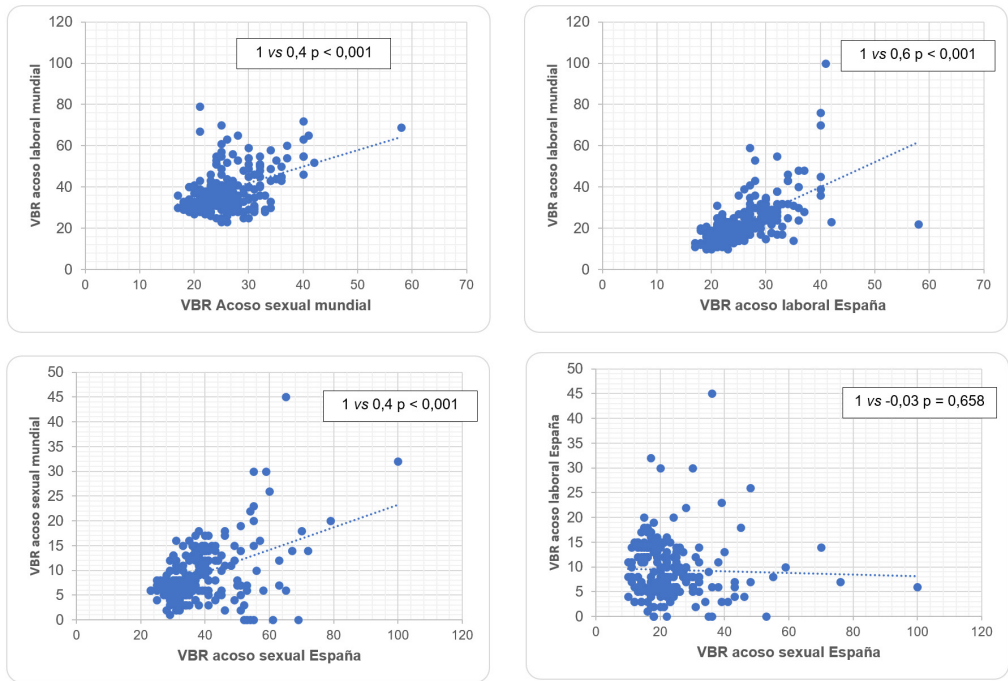 120
100
80
60
40
20
0
0 10 20 30 40 50 60 70
VBR acoso laboral mundial
VBR Acoso sexual mundial
1 vs 0,4 p < 0,001
120
100
80
60
40
20
0
0 10 20 30 40 50 60 70
VBR acoso laboral mundial
VBR acoso laboral España
1 vs 0,6 p < 0,001
50
45
40
35
30
25
20
15
10
5
0
0 20 40 60 80 100 120
VBR acoso sexual mundial
VBR acoso sexual España
1 vs 0,4 p < 0,001
50
45
40
35
30
25
20
15
10
5
0
0 20 40 60 80 100 120
VBR acoso laboral España
VBR acoso sexual España
1 vs -0,03 p = 0,658